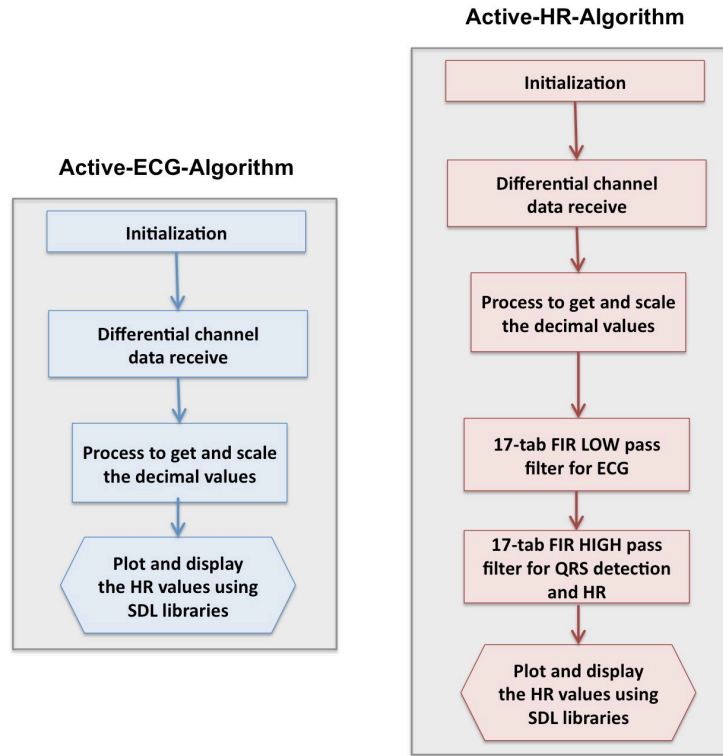 Active-ECG-Algorithm
Initialization
Differential channel
data receive
Process to get and scale
the decimal values
Plot and display
the HR values using
SDL libraries
Active-HR-Algorithm
Initialization
Differential channel
data receive
Process to get and scale
the decimal values
17-tab FIR LOW pass
filter for ECG
17-tab FIR HIGH pass
filter for QRS detection
and HR
Plot and display
the HR values using
SDL libraries